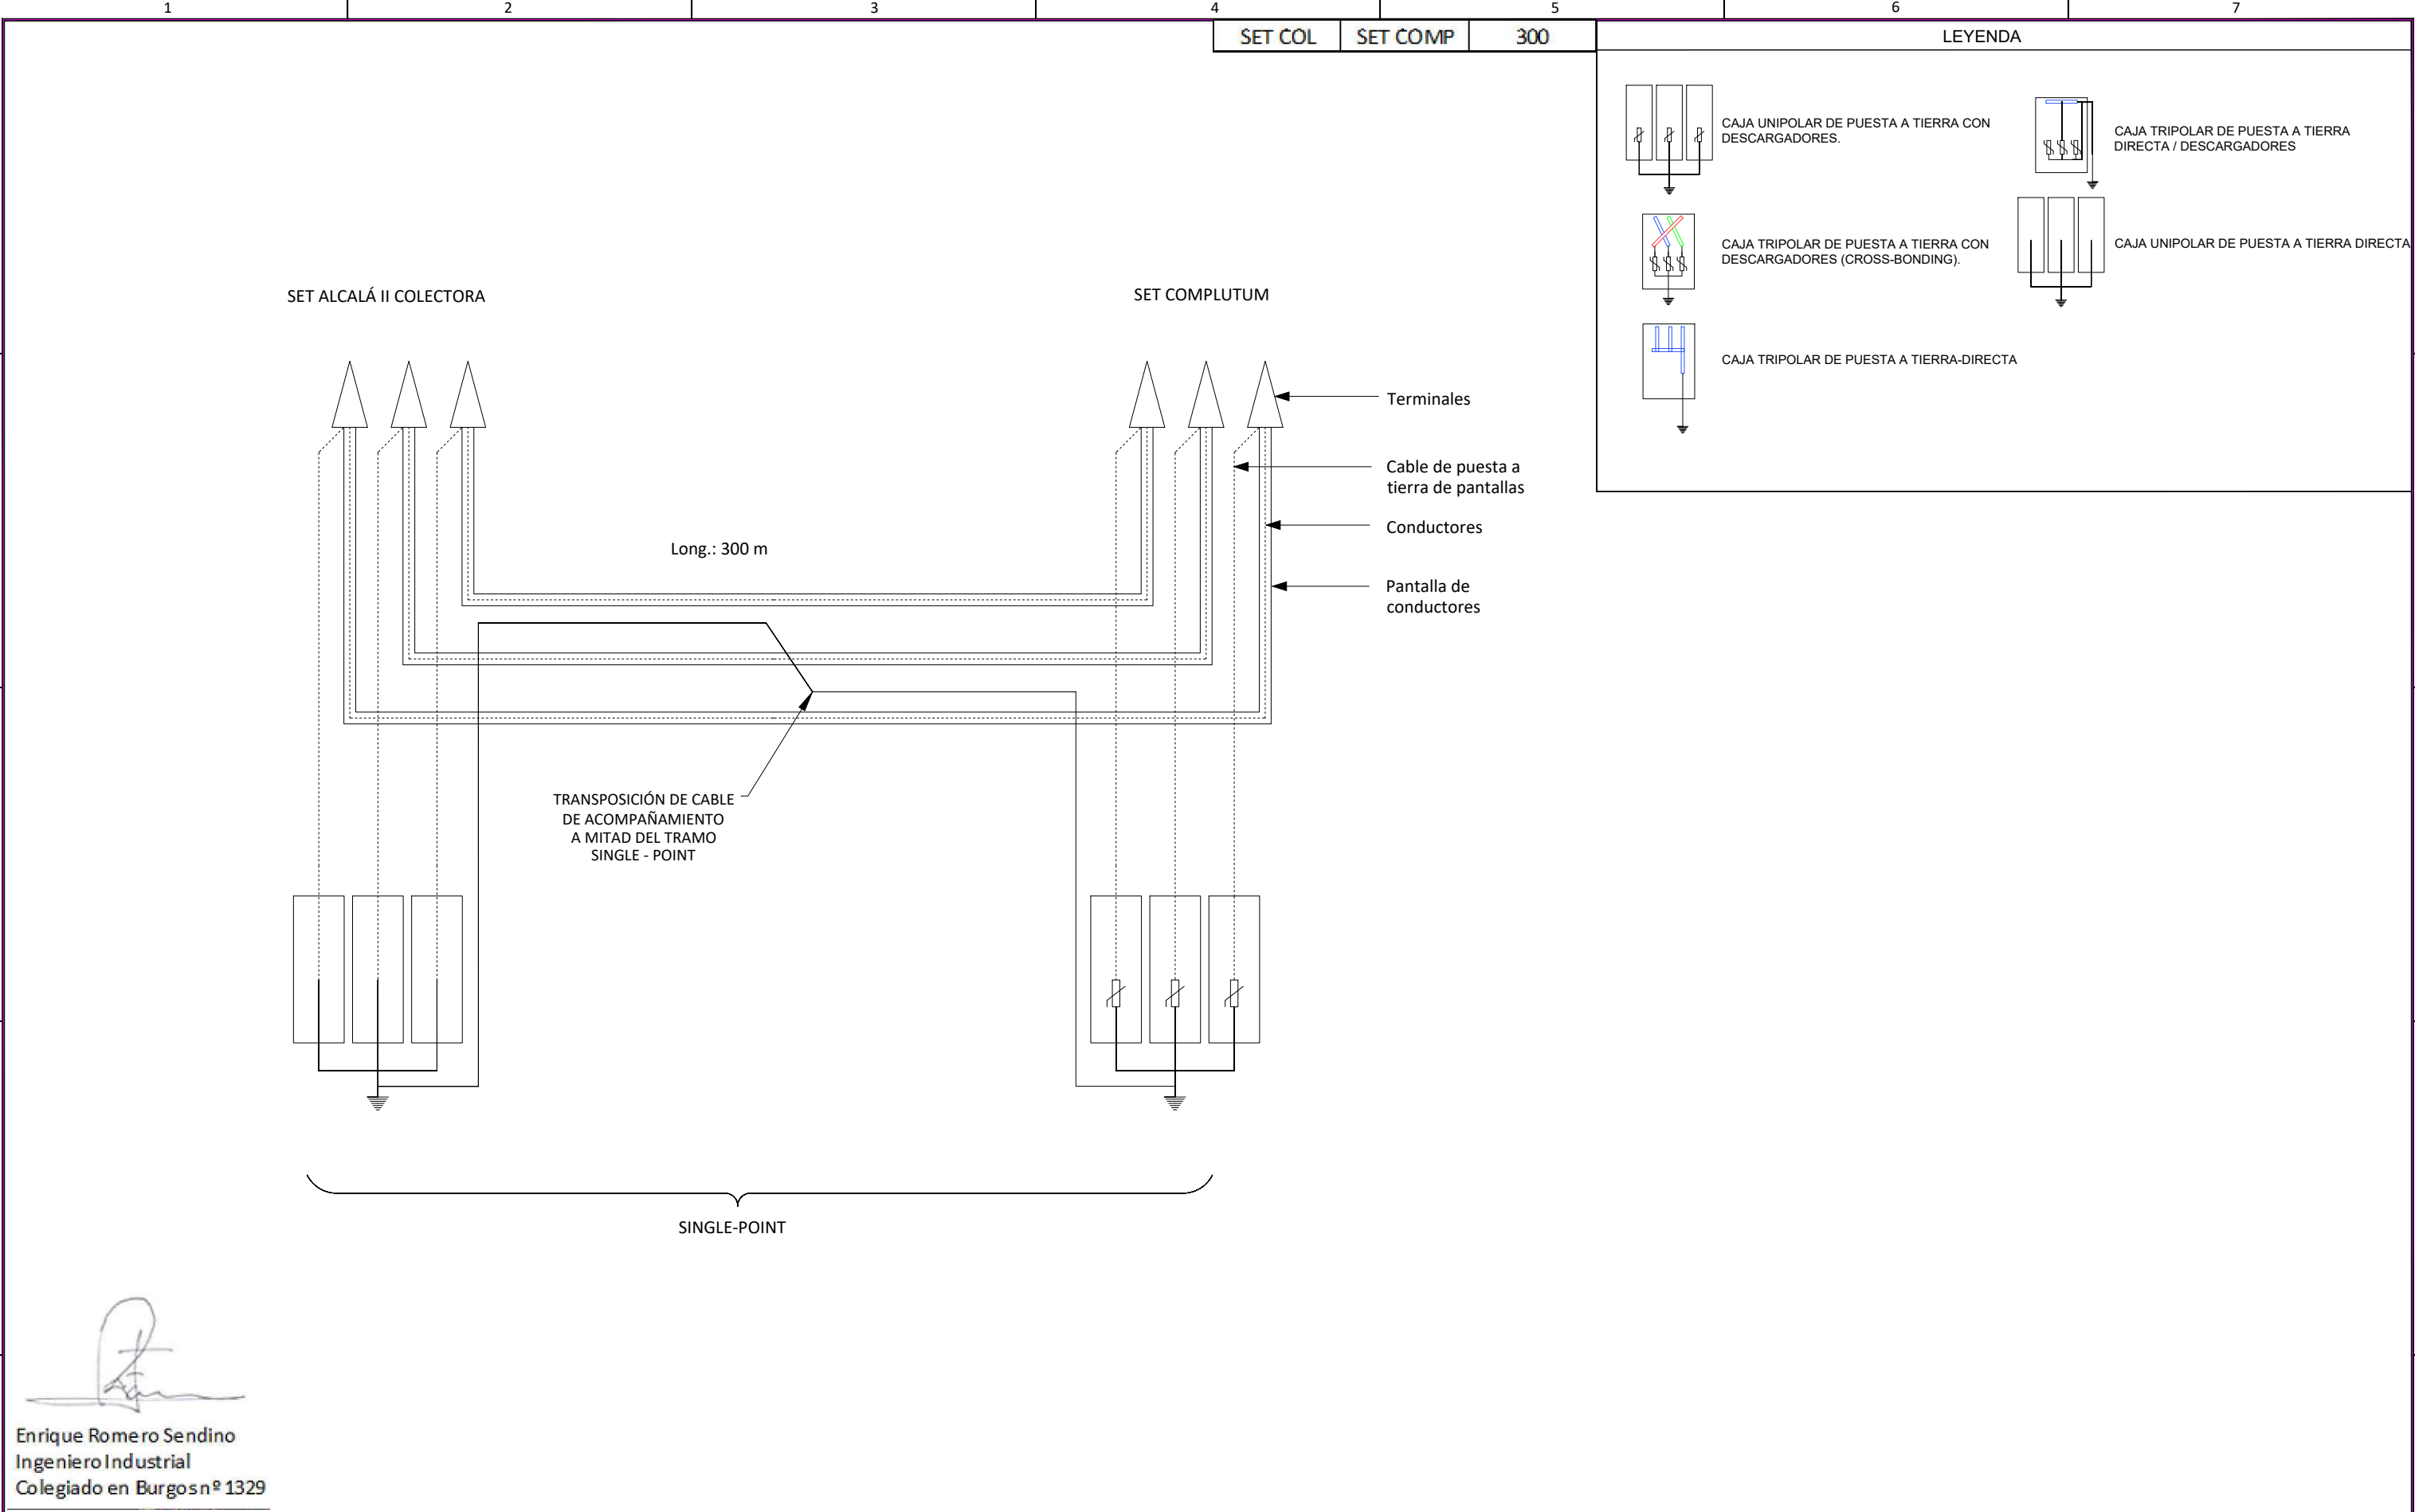 1 2 3 4 5 6 7
SET COL SET COMP 300
LEYENDA
CAJA UNIPOLAR DE PUESTA A TIERRA CON
DESCARGADORES.
CAJA TRIPOLAR DE PUESTA A TIERRA
DIRECTA / DESCARGADORES
CAJA TRIPOLAR DE PUESTA A TIERRA CON
DESCARGADORES (CROSS-BONDING).
CAJA UNIPOLAR DE PUESTA A TIERRA DIRECTA
CAJA TRIPOLAR DE PUESTA A TIERRA-DIRECTA
SET ALCALÁ II COLECTORA
SET COMPLUTUM
Terminales
Cable de puesta a
tierra de pantallas
Conductores
Long.: 300 m
Pantalla de
conductores
TRANSPOSICIÓN DE CABLE
DE ACOMPAÑAMIENTO
A MITAD DEL TRAMO
SINGLE - POINT
SINGLE-POINT
Enrique Romero Sendino
Ingeniero Industrial
Colegiado en Burgos nº 1329